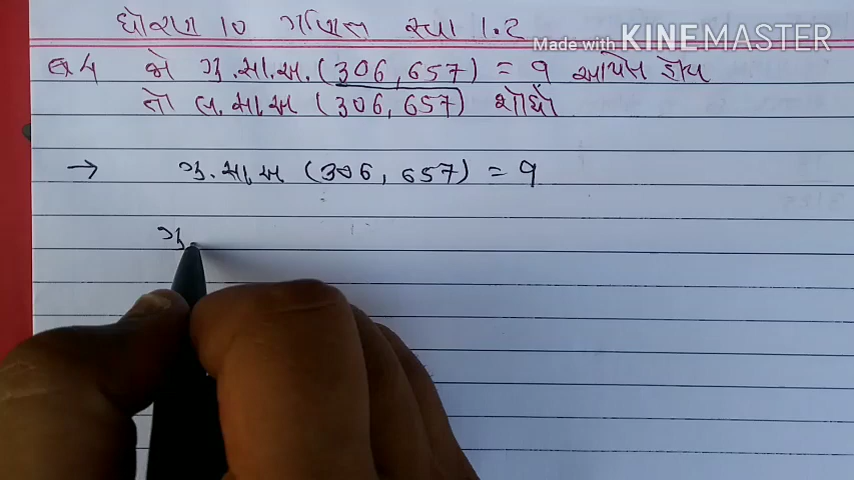 ધોરણ 10 ગણિત સ્વા 1.2
Made with KINEMASTER
પ્ર 4 જો ગુ.સા.અ.(306,657) = 9 આપેલ હોય
તો લ.સા.અ (306,657) શોધો
→ ગુ.સા.અ (306,657) = 9
ગુ.